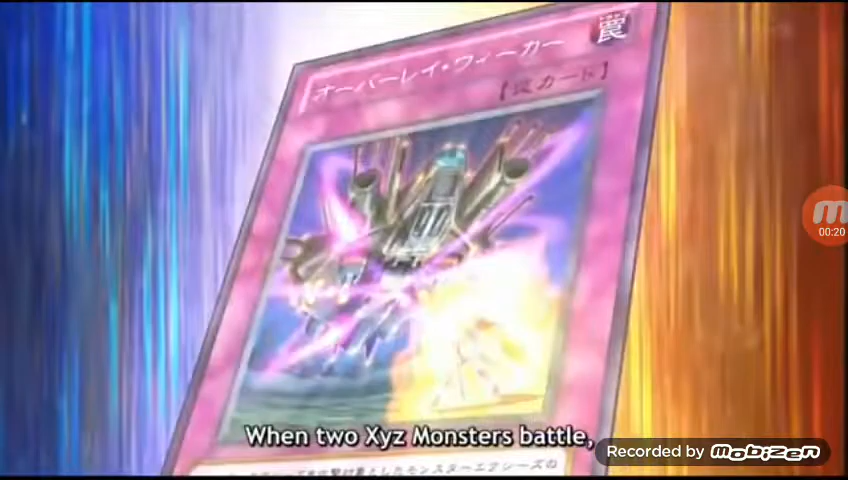 罠
オーバーレイ・ウィーカー
【罠カード】
m
00:20
When two Xyz Monsters battle,
Recorded by mobizen